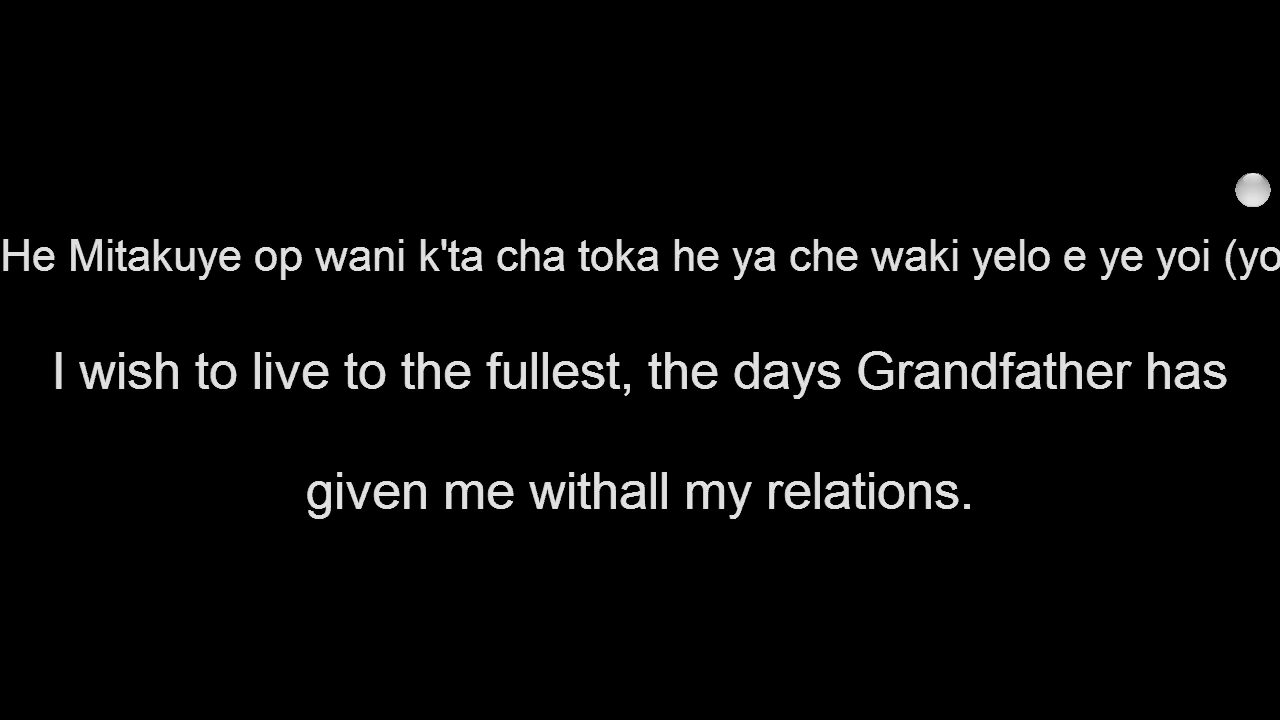 He Mitakuye op wani k'ta cha toka he ya che waki yelo e ye yoi (yo
I wish to live to the fullest, the days Grandfather has
given me withall my relations.